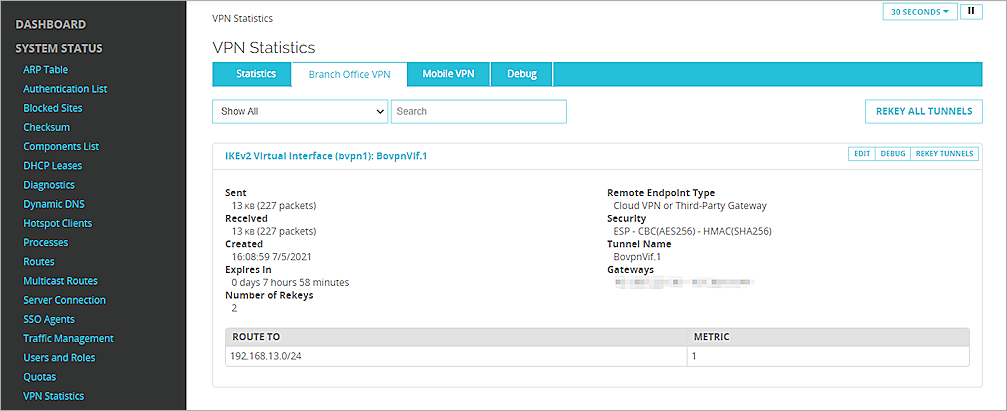 DASHBOARD
SYSTEM STATUS
ARP Table
Authentication List
Blocked Sites
Checksum
Components List
DHCP Leases
Diagnostics
Dynamic DNS
Hotspot Clients
Processes
Routes
Multicast Routes
Server Connection
SSO Agents
Traffic Management
Users and Roles
Quotas
VPN Statistics
VPN Statistics
30 SECONDS
VPN Statistics
Statistics Branch Office VPN Mobile VPN Debug
Show All Search REKEY ALL TUNNELS
IKEv2 Virtual Interface (bvpn1): BovpnVif.1 EDIT DEBUG REKEY TUNNELS
Sent
13 KB (227 packets)
Received
13 KB (227 packets)
Created
16:08:59 7/5/2021
Expires In
0 days 7 hours 58 minutes
Number of Rekeys
2
Remote Endpoint Type
Cloud VPN or Third-Party Gateway
Security
ESP - CBC(AES256) - HMAC(SHA256)
Tunnel Name
BovpnVif.1
Gateways
ROUTE TO METRIC
192.168.13.0/24 1